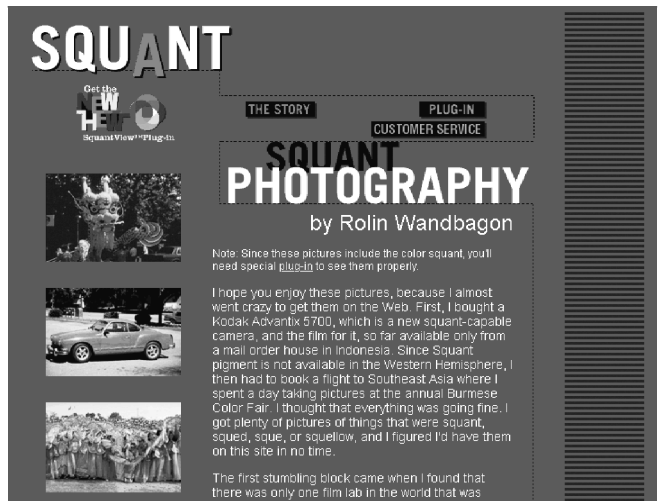 SQUANT
Get the
NEW
THEW
SquantView™Plug-in
THE STORY
PLUG-IN
CUSTOMER SERVICE
SQUANT
PHOTOGRAPHY
by Rolin Wandbagon
Note: Since these pictures include the color squant, you'll
need special plug-in to see them properly.
I hope you enjoy these pictures, because I almost
went crazy to get them on the Web. First, I bought a
Kodak Advantix 5700, which is a new squant-capable
camera, and the film for it, so far available only from
a mail order house in Indonesia. Since Squant
pigment is not available in the Western Hemisphere, I
then had to book a flight to Southeast Asia where I
spent a day taking pictures at the annual Burmese
Color Fair. I thought that everything was going fine. I
got plenty of pictures of things that were squant,
squed, sque, or squellow, and I figured I'd have them
on this site in no time.
The first stumbling block came when I found that
there was only one film lab in the world that was